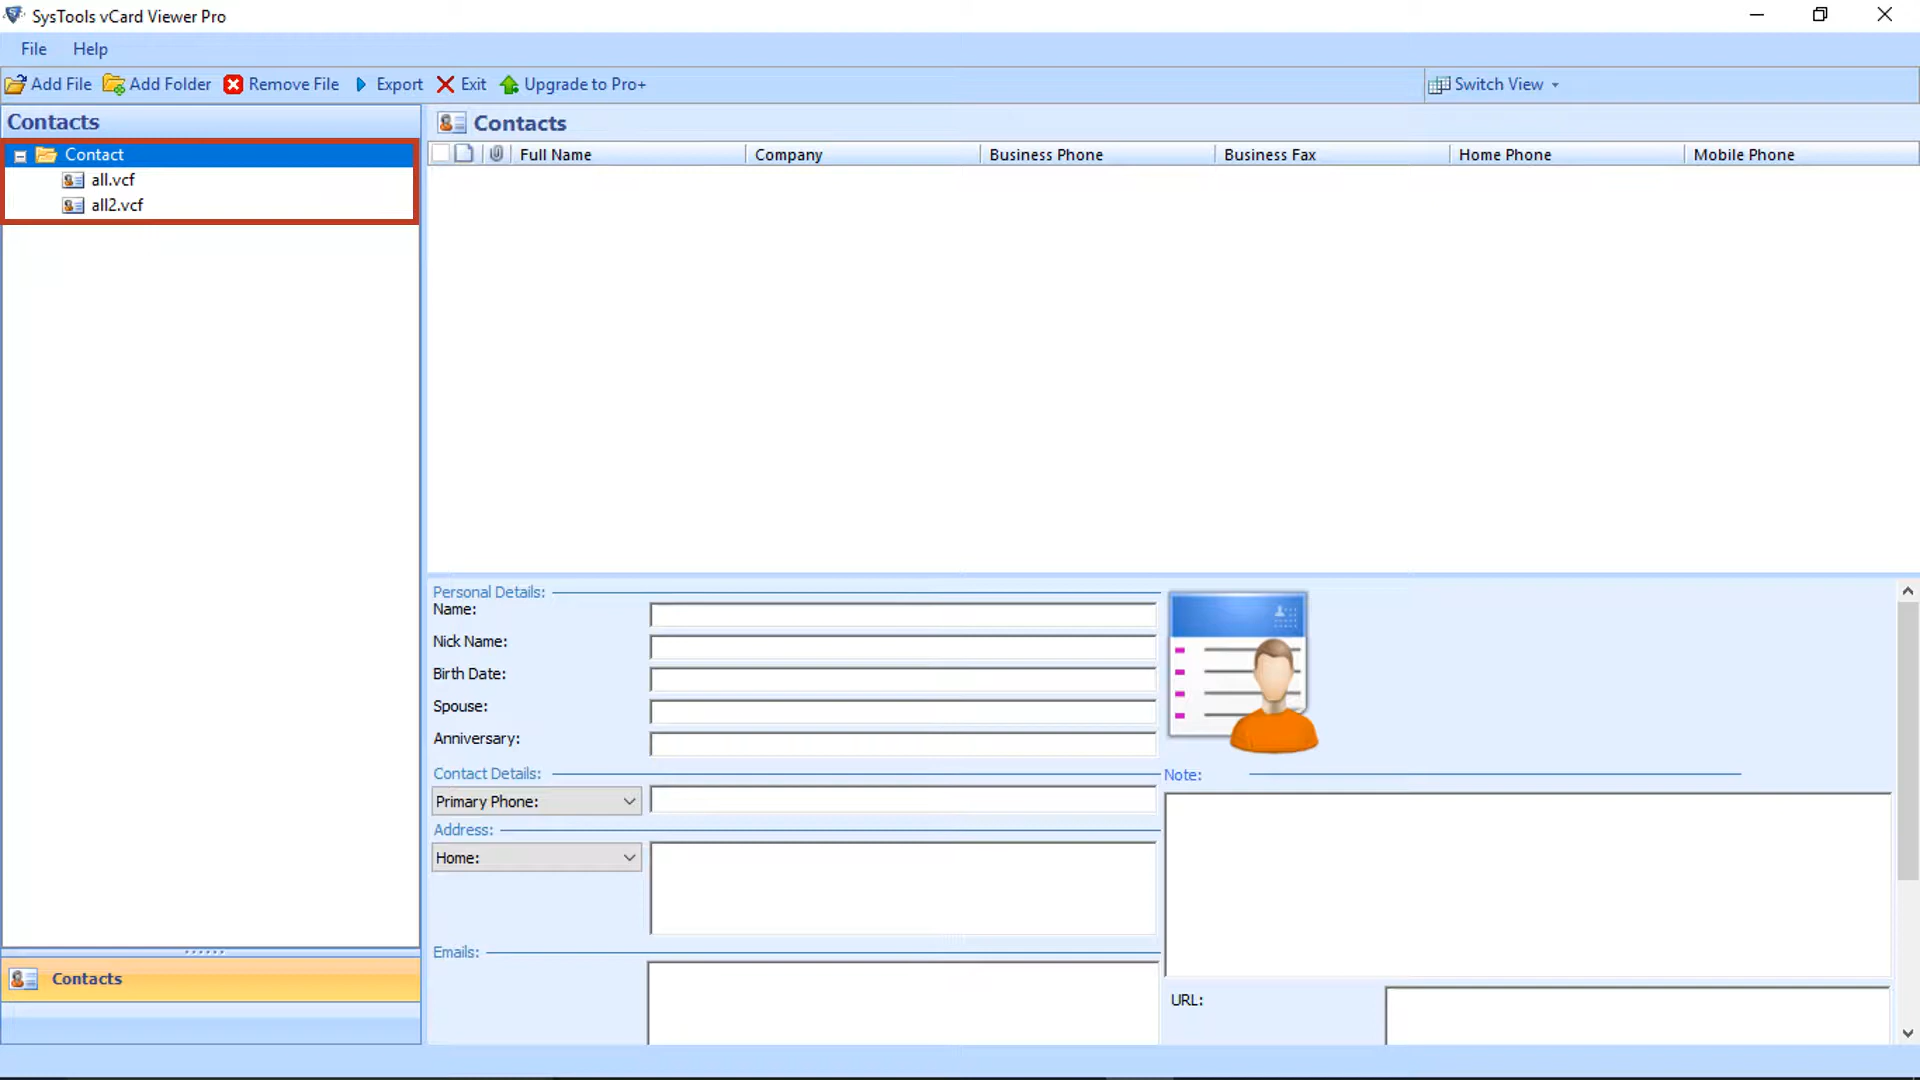 SysTools vCard Viewer Pro
File Help
Add File Add Folder Remove File Export Exit Upgrade to Pro+ Switch View
Contacts
Contact
all.vcf
all2.vcf
Contacts
Contacts
Full Name Company Business Phone Business Fax Home Phone Mobile Phone
Personal Details:
Name:
Nick Name:
Birth Date:
Spouse:
Anniversary:
Contact Details:
Primary Phone:
Address:
Home:
Emails:
Note:
URL: